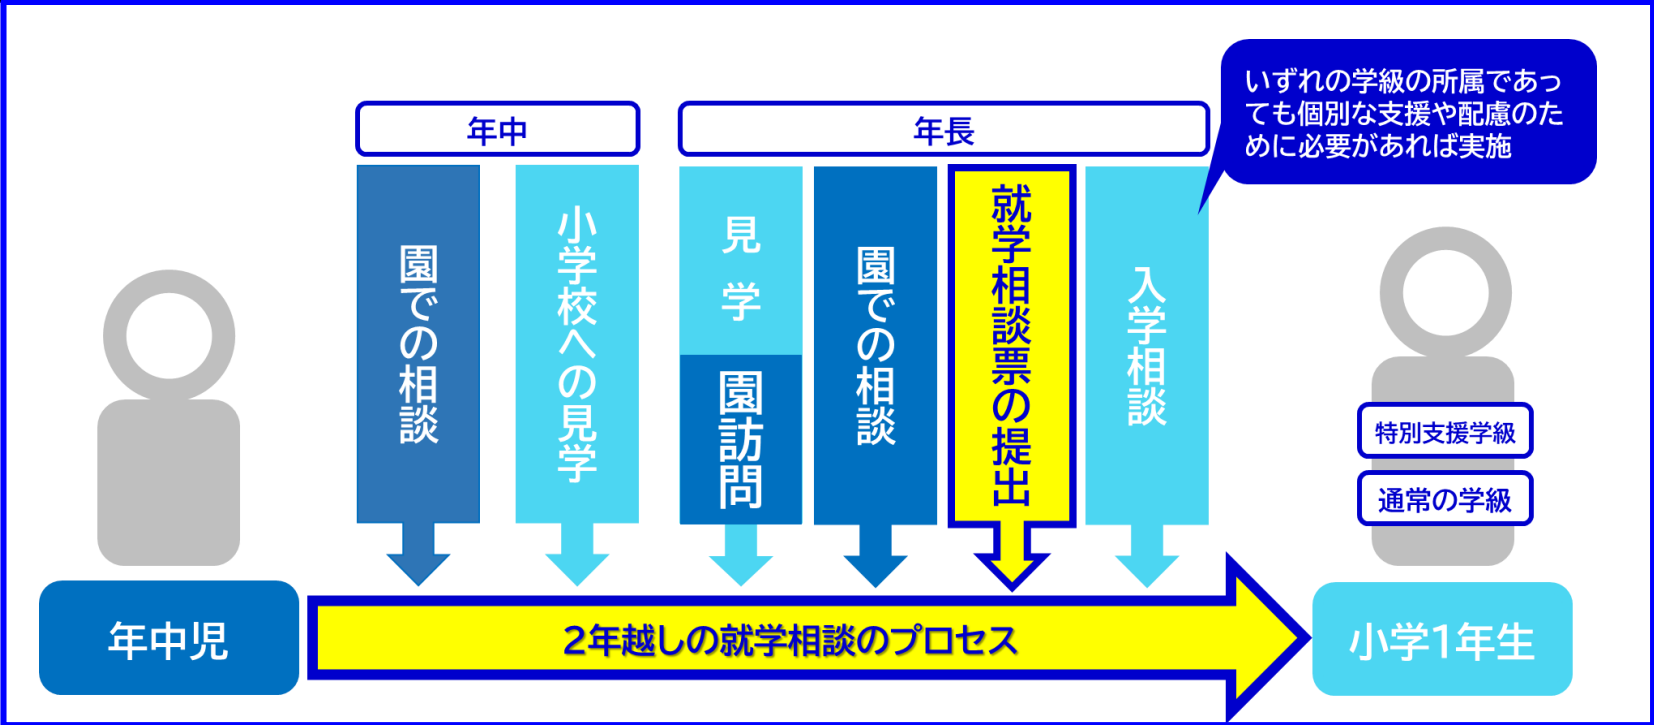 いずれの学級の所属であっ
ても個別な支援や配慮のた
めに必要があれば実施
年中
年長
園での相談
小学校への見学
見学
園訪問
園での相談
就学相談票の提出
入学相談
特別支援学級
通常の学級
年中児
2年越しの就学相談のプロセス
小学1年生